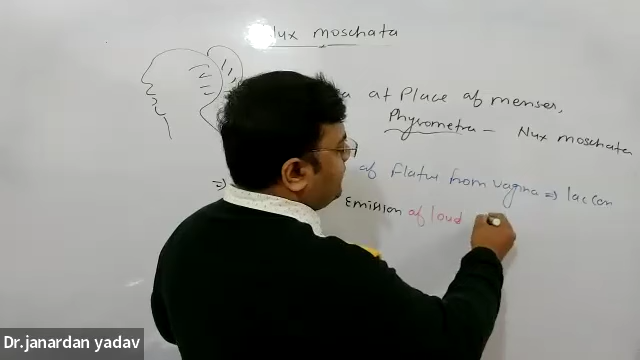 Nux moschata
at Place of menses,
Physometra - Nux moschata
of Flatus from vagina => lac can
=>
Emission of loud
Dr.janardan yadav